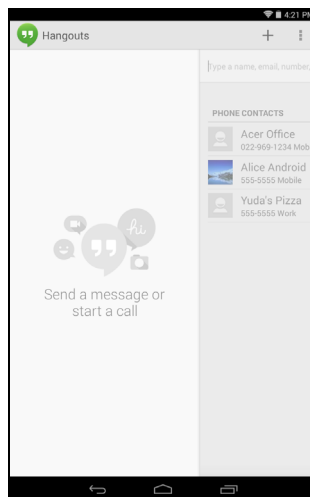 4:21 PM
Hangouts
Type a name, email, number,
PHONE CONTACTS
Acer Office
022-969-1234 Mob
Alice Android
555-5555 Mobile
Yuda's Pizza
555-5555 Work
hi
Send a message or
start a call